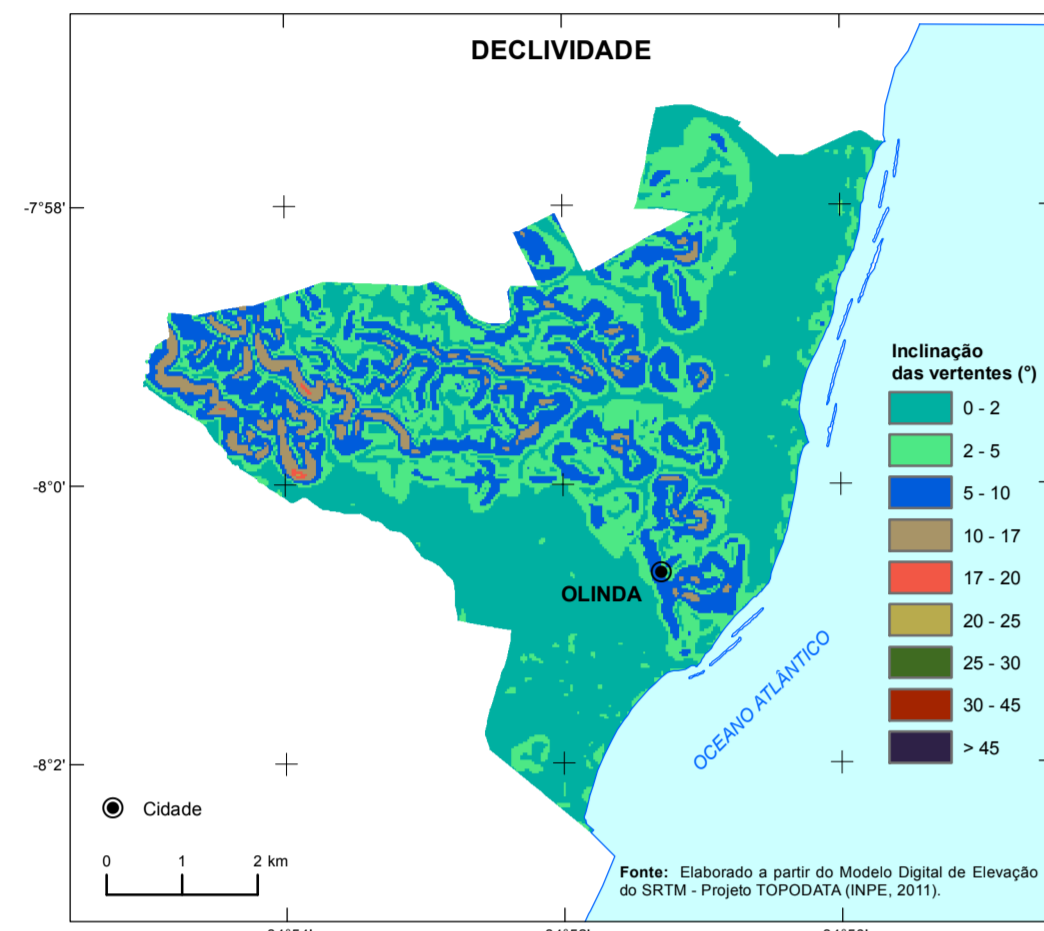 DECLIVIDADE
-7°58'
-8°0'
-8°2'
OLINDA
OCEANO ATLÂNTICO
Inclinação
das vertentes (°)
0 - 2
2 - 5
5 - 10
10 - 17
17 - 20
20 - 25
25 - 30
30 - 45
> 45
Cidade
0 1 2 km
Fonte: Elaborado a partir do Modelo Digital de Elevação
do SRTM - Projeto TOPODATA (INPE, 2011).